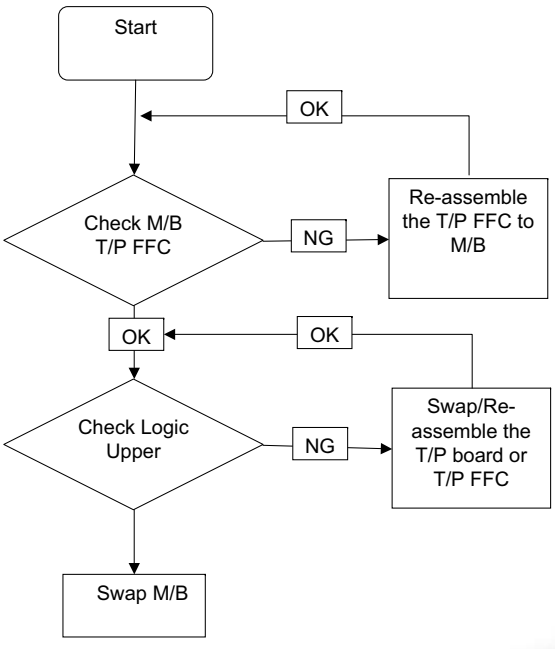 Start
OK
Check M/B
T/P FFC
NG
Re-assemble
the T/P FFC to
M/B
OK
OK
Check Logic
Upper
NG
Swap/Re-
assemble the
T/P board or
T/P FFC
Swap M/B